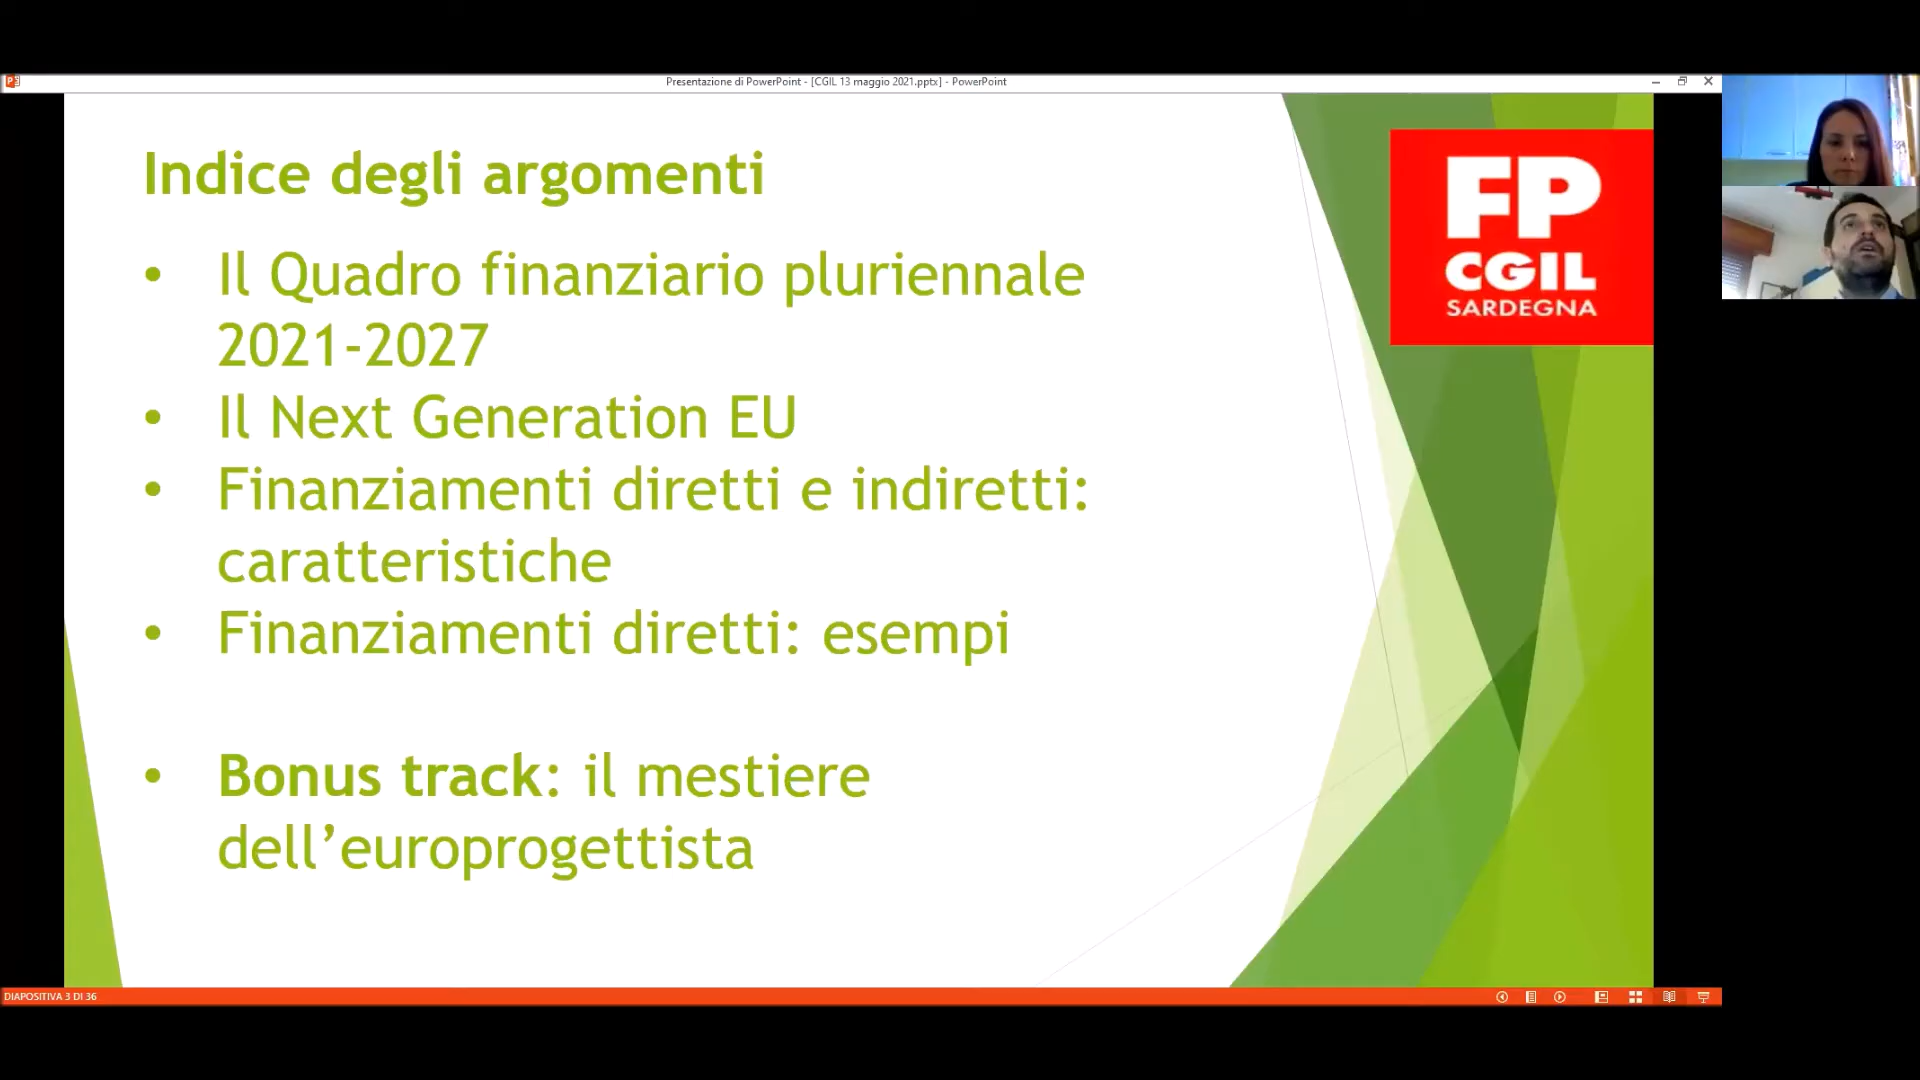 Presentazione di PowerPoint - [CGIL 13 maggio 2021.pptx] - PowerPoint
Indice degli argomenti
• Il Quadro finanziario pluriennale
2021-2027
• Il Next Generation EU
• Finanziamenti diretti e indiretti:
caratteristiche
• Finanziamenti diretti: esempi
• Bonus track: il mestiere
dell’europrogettista
FP
CGIL
SARDEGNA
DIAPOSITIVA 3 DI 36